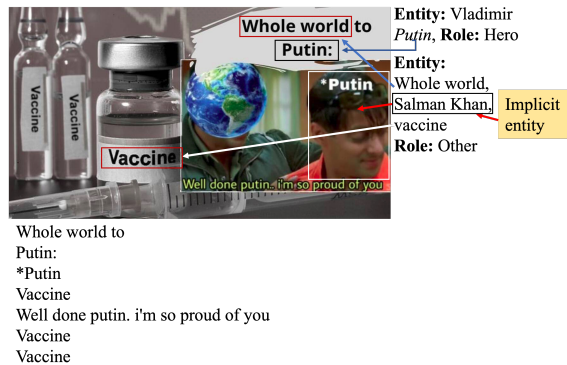 Whole world to
Putin:
*Putin
Vaccine
Vaccine
Vaccine
Well done putin.. i'm so proud of you
Entity: Vladimir
Putin, Role: Hero
Entity:
Whole world,
Salman Khan,
vaccine
Role: Other
Implicit
entity
Whole world to
Putin:
*Putin
Vaccine
Well done putin. i'm so proud of you
Vaccine
Vaccine